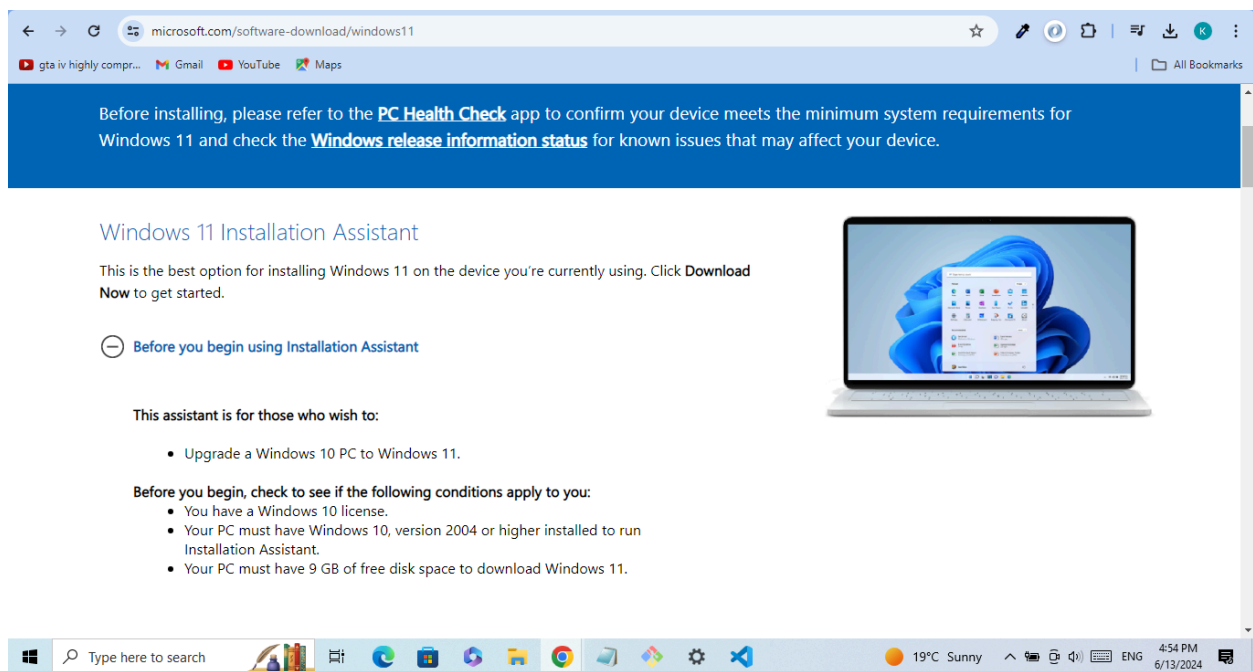 microsoft.com/software-download/windows11
K
gta iv highly compr... Gmail YouTube Maps
All Bookmarks
Before installing, please refer to the PC Health Check app to confirm your device meets the minimum system requirements for
Windows 11 and check the Windows release information status for known issues that may affect your device.
Windows 11 Installation Assistant
This is the best option for installing Windows 11 on the device you’re currently using. Click Download
Now to get started.
Before you begin using Installation Assistant
This assistant is for those who wish to:
• Upgrade a Windows 10 PC to Windows 11.
Before you begin, check to see if the following conditions apply to you:
• You have a Windows 10 license.
• Your PC must have Windows 10, version 2004 or higher installed to run
Installation Assistant.
• Your PC must have 9 GB of free disk space to download Windows 11.
Type here to search
19°C Sunny
ENG
4:54 PM
6/13/2024